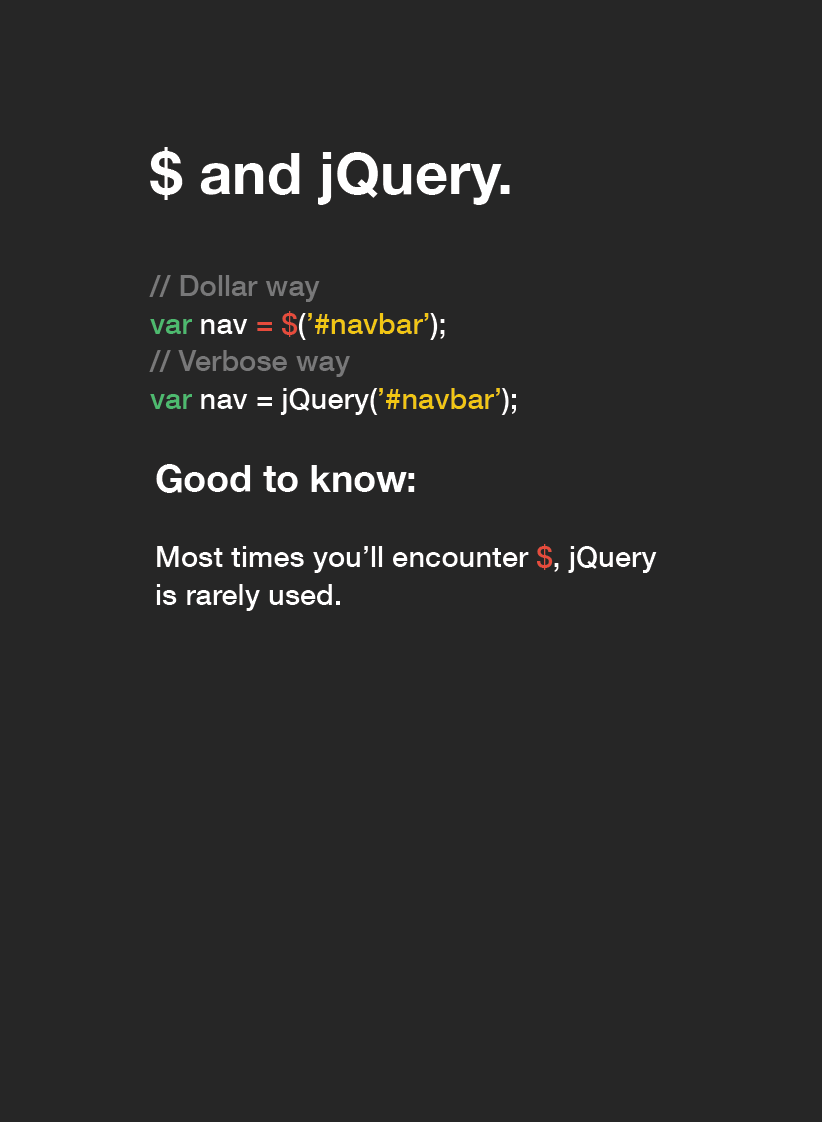 $ and jQuery.
// Dollar way
var nav = $(’#navbar’);
// Verbose way
var nav = jQuery(’#navbar’);
Good to know:
Most times you’ll encounter $, jQuery
is rarely used.